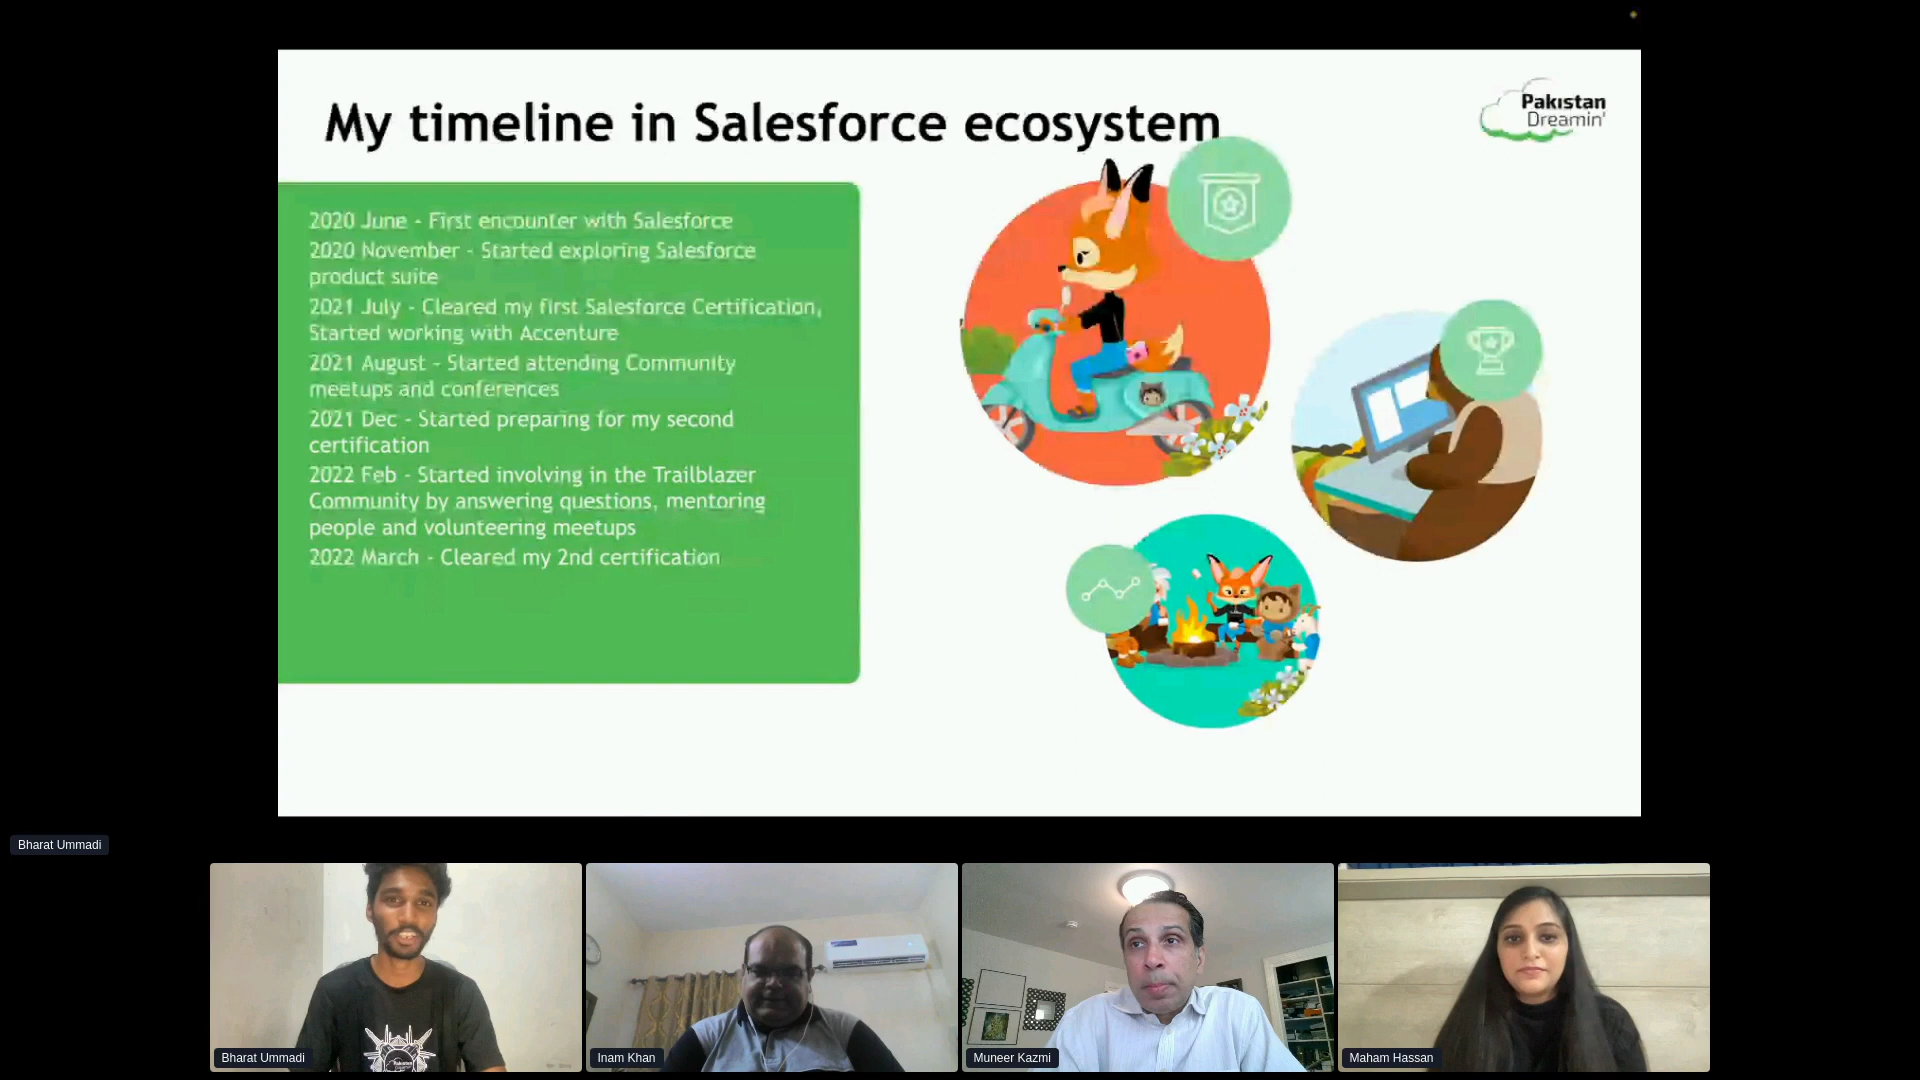 My timeline in Salesforce ecosystem
Pakistan
Dreamin'
2020 June - First encounter with Salesforce
2020 November - Started exploring Salesforce
product suite
2021 July - Cleared my first Salesforce Certification,
Started working with Accenture
2021 August - Started attending Community
meetups and conferences
2021 Dec - Started preparing for my second
certification
2022 Feb - Started involving in the Trailblazer
Community by answering questions, mentoring
people and volunteering meetups
2022 March - Cleared my 2nd certification
Bharat Ummadi
Pakistan
Bharat Ummadi
Inam Khan
Muneer Kazmi
Maham Hassan